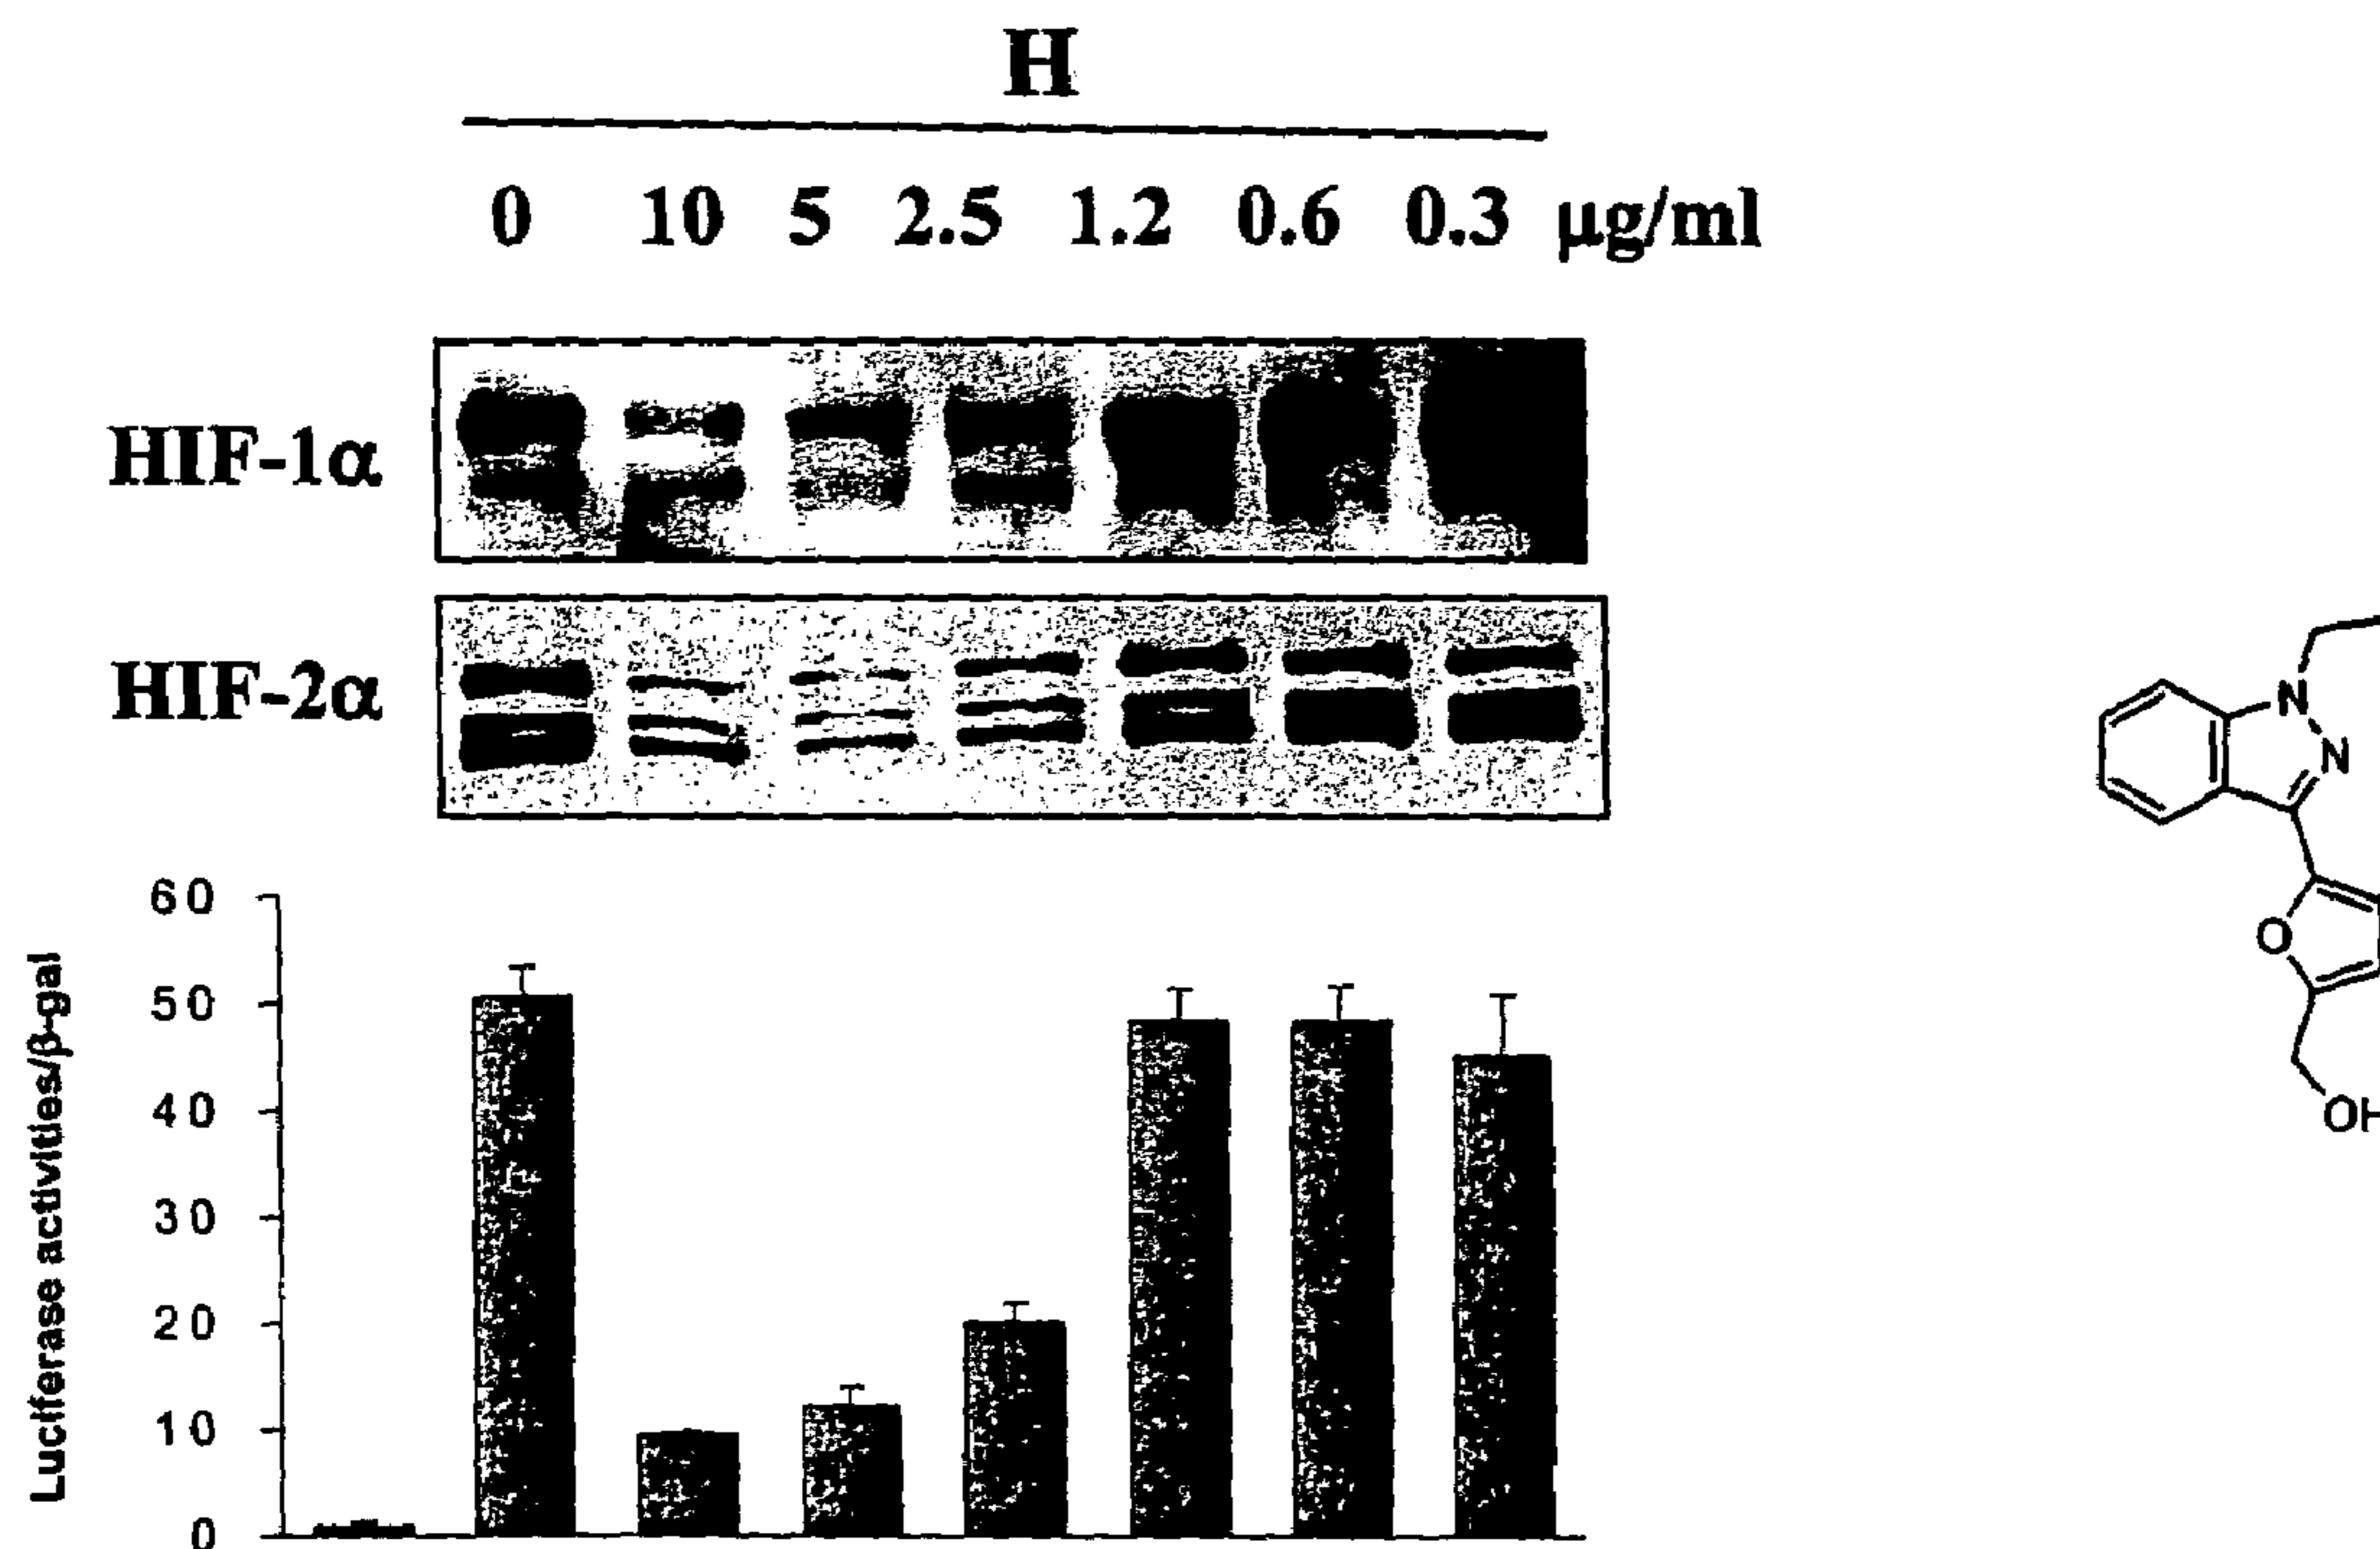 H
0 10 5 2.5 1.2 0.6 0.3 µg/ml
HIF-1α
HIF-2α
60
50
40
30
20
10
0
Luciferase activities/β-gal
N
N
O
OH